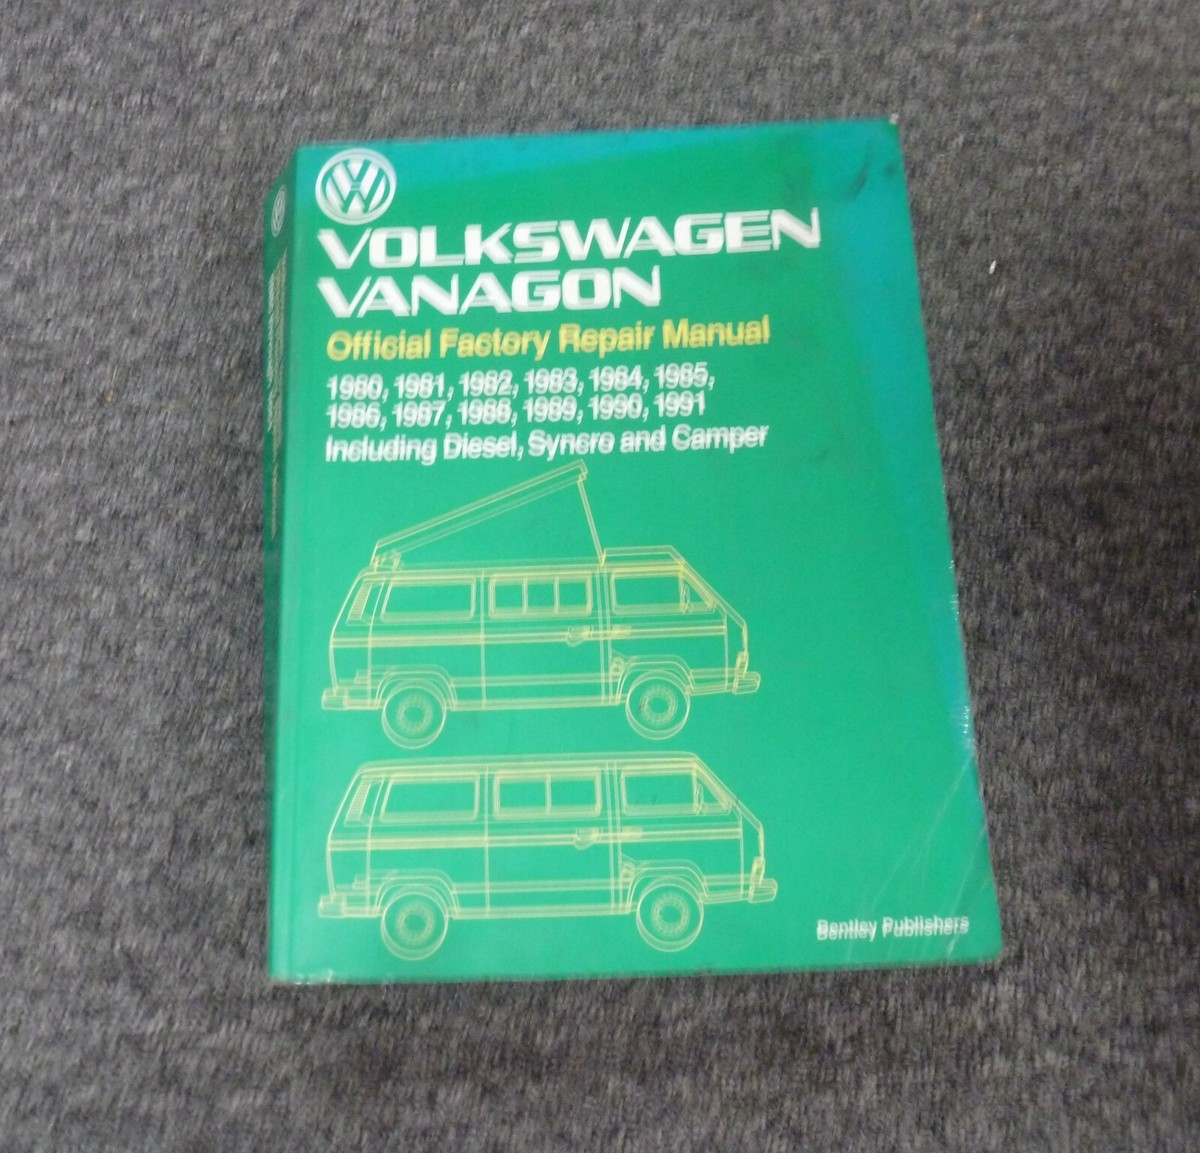 VOLKSWAGEN
VANAGON
Official Factory Repair Manual
1980, 1981, 1982, 1983, 1984, 1985,
1986, 1987, 1988, 1989, 1990, 1991
Including Diesel, Syncro and Camper
Bentley Publishers